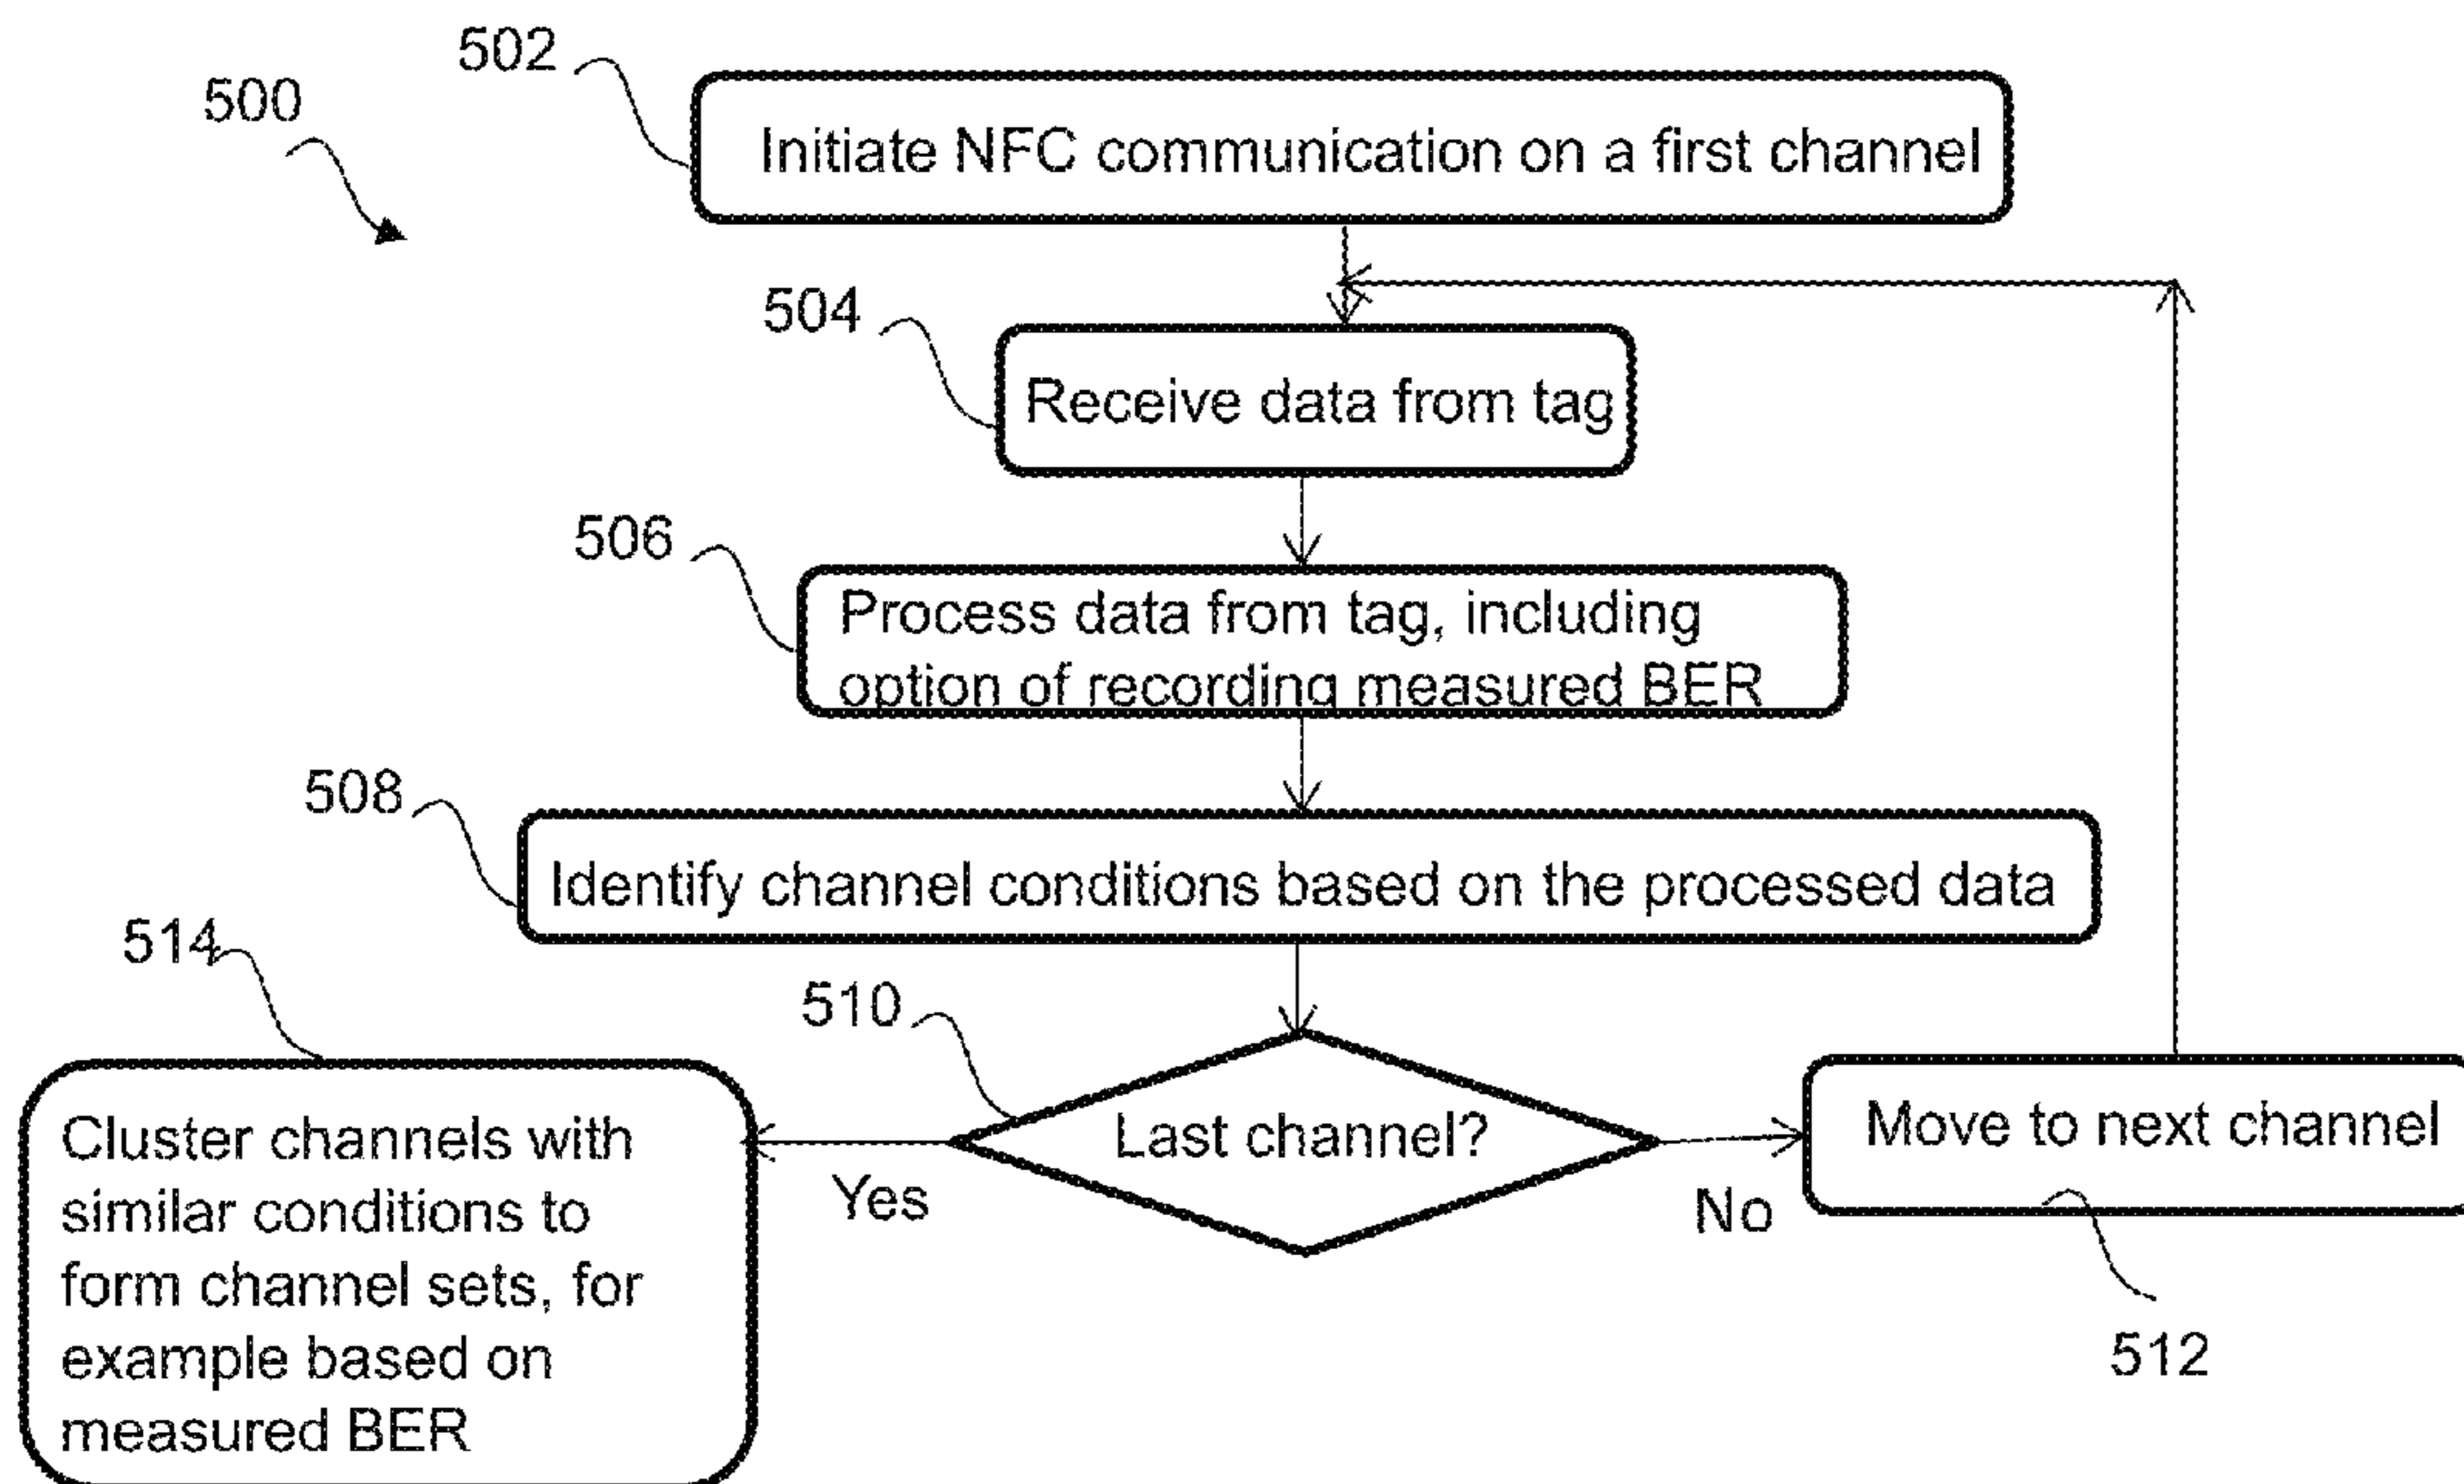 502
500
Initiate NFC communication on a first channel
504
Receive data from tag
506
Process data from tag, including
option of recording measured BER
508
Identify channel conditions based on the processed data
514
510
Last channel?
Move to next channel
Cluster channels with
similar conditions to
form channel sets, for
example based on
measured BER
Yes
No
512